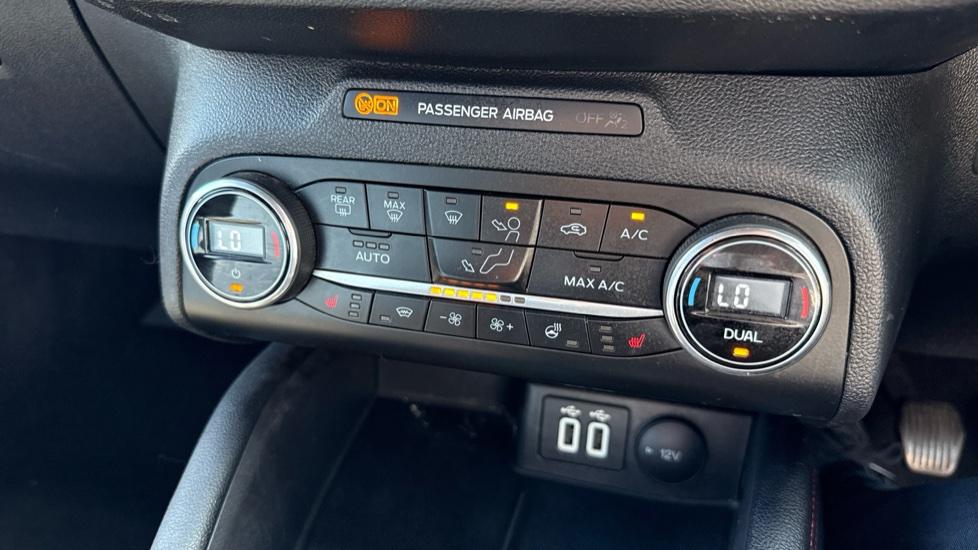 ON PASSENGER AIRBAG OFF
REAR MAX
A/C
AUTO
MAX A/C
LO
LO
DUAL
12V